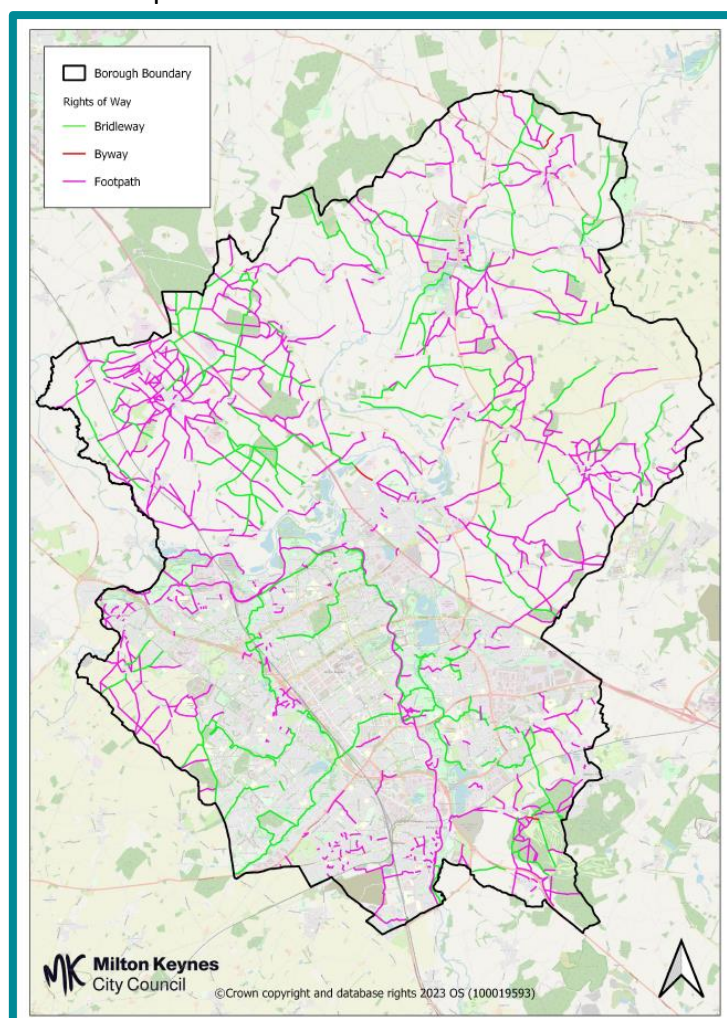 Borough Boundary
Rights of Way
Bridleway
Byway
Footpath
MK Milton Keynes
City Council
©Crown copyright and database rights 2023 OS (100019593)